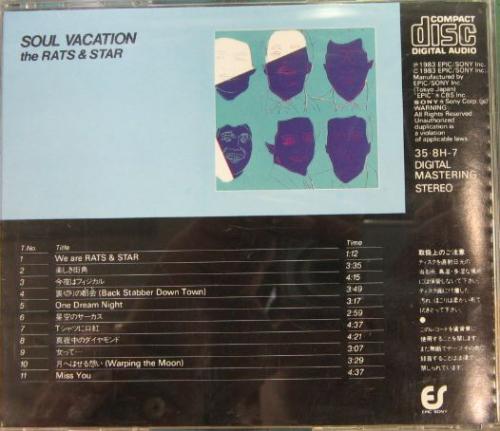 SOUL VACATION
the RATS & STAR
COMPACT
disc
DIGITAL AUDIO
℗1983 EPIC/SONY Inc.
©1983 EPIC/SONY Inc.
Manufactured by
EPIC/SONY Inc.
(Tokyo Japan)
"EPIC" ® CBS Inc.
SONY ® Sony Corp.
WARNING
All Rights Reserved
Unauthorized
duplication is
a violation
of applicable laws.
35·8H-7
DIGITAL
MASTERING
STEREO
T.No. Title Time
1 We are RATS & STAR 1:12
2 楽しき街角 3:35
3 今夜はフィジカル 4:15
4 裏切りの都会 (Back Stabber Down Town) 3:49
5 One Dream Night 3:17
6 星空のサーカス 2:59
7 Tシャツに口紅 4:37
8 真夜中のダイヤモンド 4:21
9 女って… 3:07
10 月へはせる想い (Warping the Moon) 3:29
11 Miss You 4:37
取扱上のご注意
ES
EPIC SONY